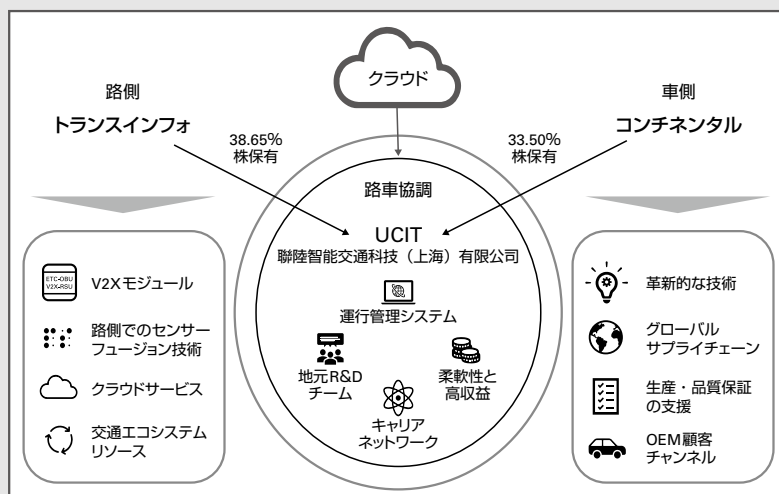 クラウド
路側
トランスインフォ
車側
コンチネンタル
38.65%
株保有
33.50%
株保有
路車協調
UCIT
聯陸智能交通科技（上海）有限公司
運行管理システム
地元R&D
チーム
柔軟性と
高収益
キャリア
ネットワーク
ETC-OBU
V2X-RSU
V2Xモジュール
路側でのセンサー
フュージョン技術
クラウドサービス
交通エコシステム
リソース
革新的な技術
グローバル
サプライチェーン
生産・品質保証
の支援
OEM顧客
チャンネル